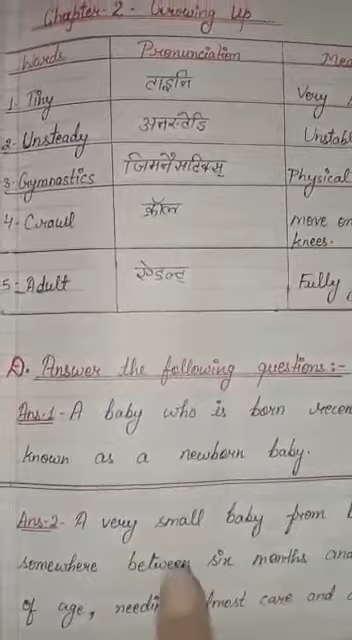 Chapter-2- Growing Up
Words Pronunciation
1- Tiny टाइनि Very
2- Unsteady अनस्टेडि Unstabl
3- Gymnastics जिमनैसटिक्स् Physical
4- Crawl क्रॉल move on
knees.
5- Adult ऐडल्ट Fully
A. Answer the following questions:-
Ans-1- A baby who is born recen
known as a newborn baby.
Ans-2- A very small baby from
somewhere between six months and
of age, needi lmost care and